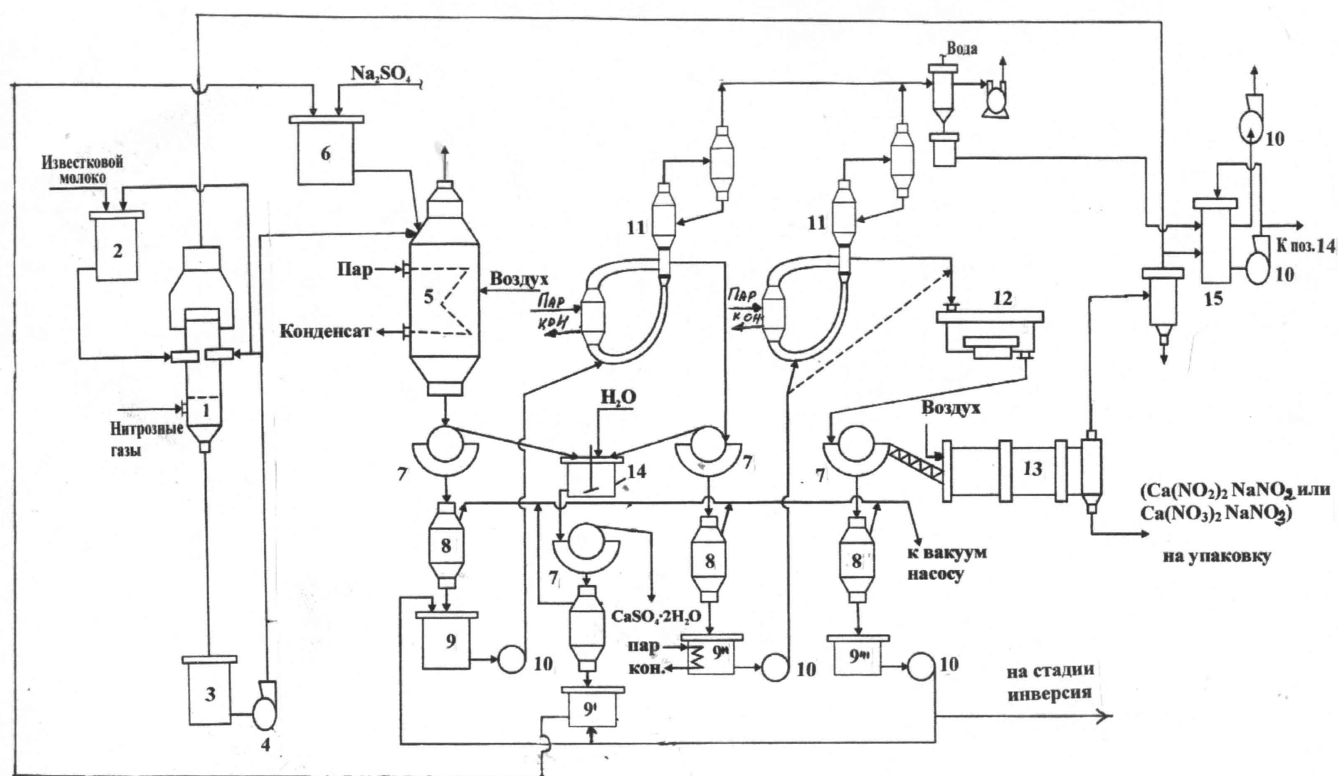 Na₂SO₄
Вода
6
10
Известковой
молоко
2
11
11
К поз.14
10
15
Пар
Воздух
5
ПАР
КОН
ПАР
КОН
12
Конденсат
1
Нитрозные
газы
H₂O
Воздух
7
14
7
7
13
(Ca(NO₂)₂ NaNO₂ или
Ca(NO₃)₂ NaNO₃)
на упаковку
8
7
8
8
к вакуум
насосу
CaSO₄·2H₂O
9
10
пар
кон.
9'''
10
10
3
9'
4
на стадии
инверсия